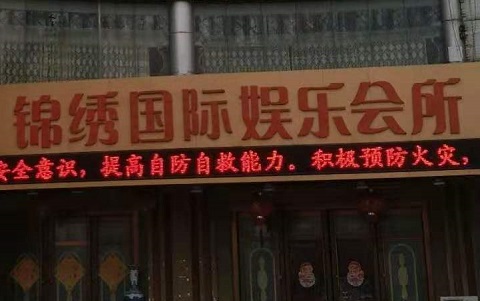 锦绣国际娱乐会所
安全意识，提高自防自救能力。积极预防火灾，